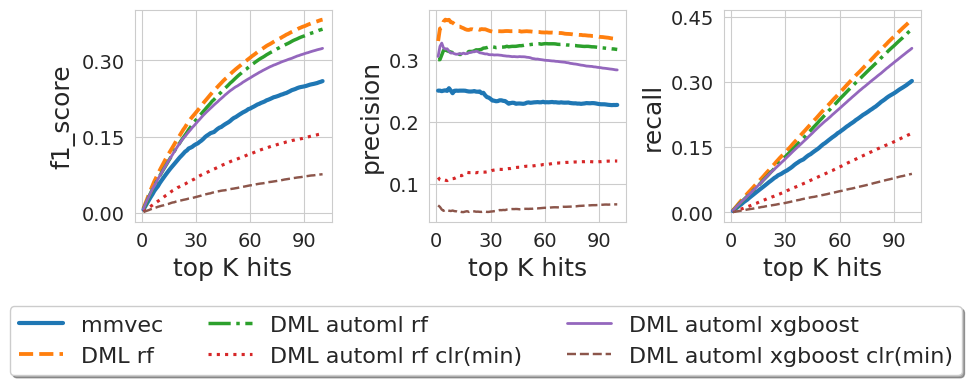 f1_score
0.30
0.15
0.00
0 30 60 90
top K hits
precision
0.3
0.2
0.1
0 30 60 90
top K hits
recall
0.45
0.30
0.15
0.00
0 30 60 90
top K hits
mmvec
DML rf
DML automl rf
DML automl rf clr(min)
DML automl xgboost
DML automl xgboost clr(min)